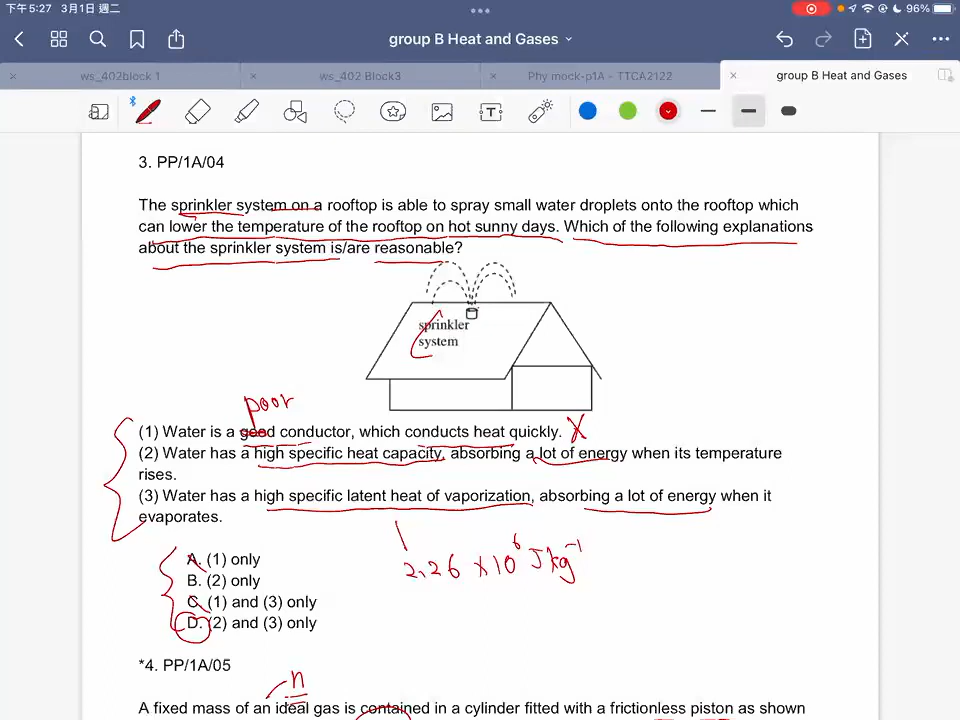 下午5:27 3月1日 週二
96%
group B Heat and Gases
ws_402block 1
ws_402 Block3
Phy mock-p1A - TTCA2122
group B Heat and Gases
3. PP/1A/04
The sprinkler system on a rooftop is able to spray small water droplets onto the rooftop which
can lower the temperature of the rooftop on hot sunny days. Which of the following explanations
about the sprinkler system is/are reasonable?
sprinkler
system
poor
(1) Water is a good conductor, which conducts heat quickly. X
(2) Water has a high specific heat capacity, absorbing a lot of energy when its temperature
rises.
(3) Water has a high specific latent heat of vaporization, absorbing a lot of energy when it
evaporates.
2.26 ×10⁶ J kg⁻¹
A. (1) only
B. (2) only
C. (1) and (3) only
D. (2) and (3) only
*4. PP/1A/05
n
A fixed mass of an ideal gas is contained in a cylinder fitted with a frictionless piston as shown